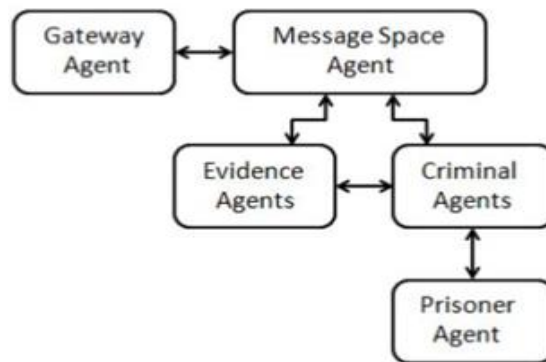 Gateway
Agent
Message Space
Agent
Evidence
Agents
Criminal
Agents
Prisoner
Agent